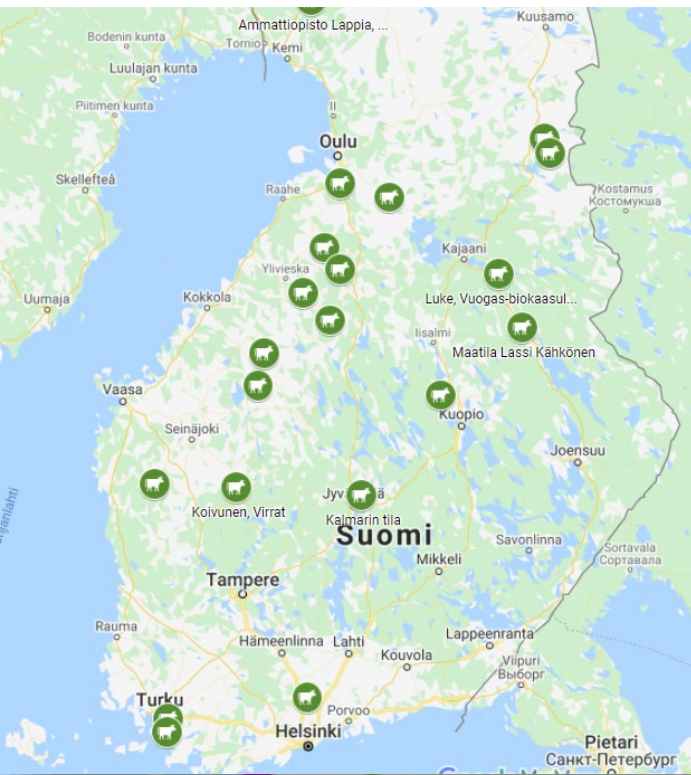 Kuusamo
Ammattiopisto Lappia, ...
Bodenin kunta
Tornio
Kemi
Luulajan kunta
Piitimen kunta
Ii
Oulu
Skellefteå
Raahe
Kostamus
Костомукша
Kajaani
Ylivieska
Uumaja
Kokkola
Luke, Vuogas-biokaasul...
Iisalmi
Maatila Lassi Kähkönen
Vaasa
Kuopio
Seinäjoki
Joensuu
Koivunen, Virrat
Kalmarin tila
Suomi
Savonlinna
Sortavala
Сортавала
Mikkeli
Tampere
Rauma
Hämeenlinna
Lahti
Kouvola
Lappeenranta
Viipuri
Выборг
Turku
Porvoo
Helsinki
Pietari
Санкт-Петербург